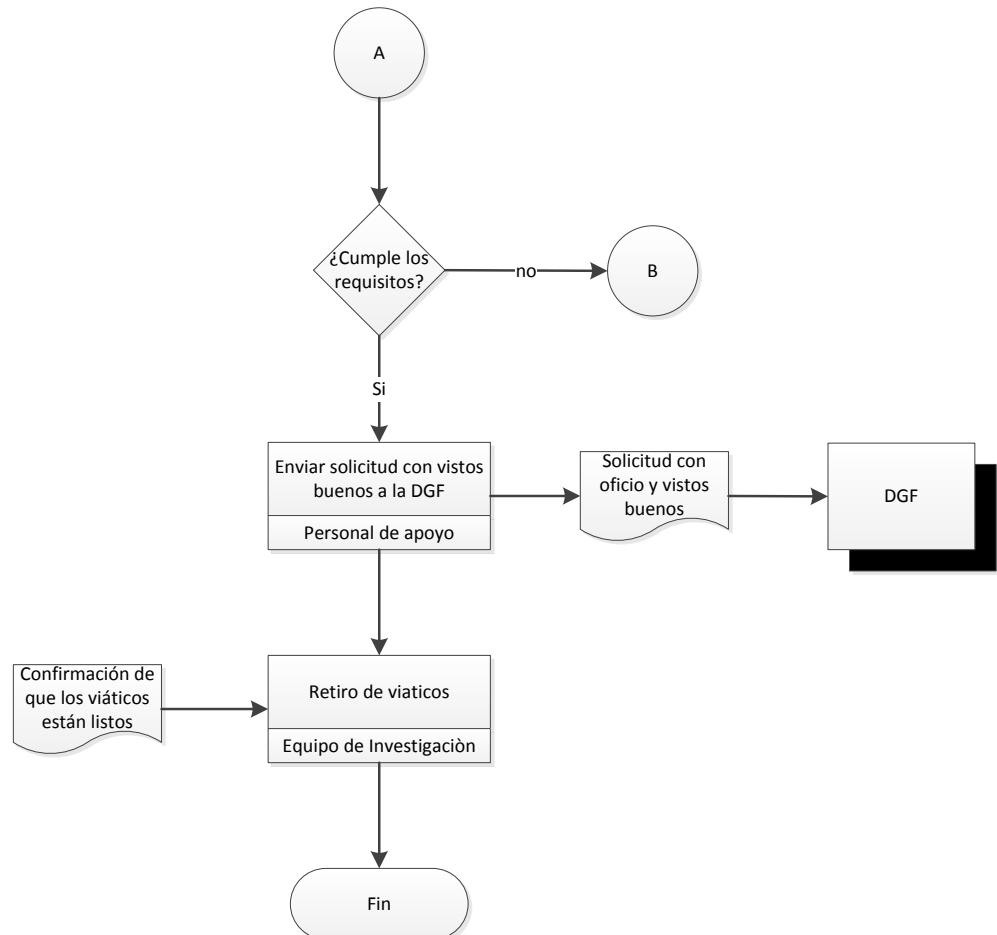 A
¿Cumple los
requisitos?
no
B
Si
Enviar solicitud con vistos
buenos a la DGF
Personal de apoyo
Solicitud con
oficio y vistos
buenos
DGF
Confirmación de
que los viáticos
están listos
Retiro de viaticos
Equipo de Investigaciòn
Fin